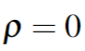 𝝆 = 0